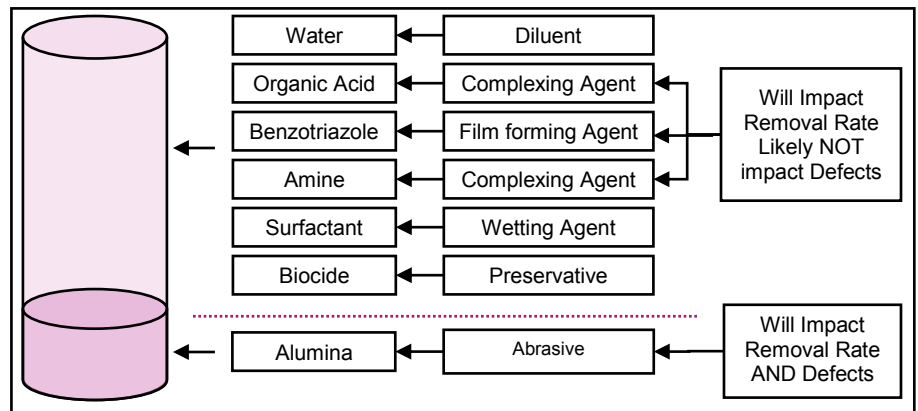 Water
Diluent
Organic Acid
Complexing Agent
Benzotriazole
Film forming Agent
Amine
Complexing Agent
Surfactant
Wetting Agent
Biocide
Preservative
Will Impact
Removal Rate
Likely NOT
impact Defects
Alumina
Abrasive
Will Impact
Removal Rate
AND Defects